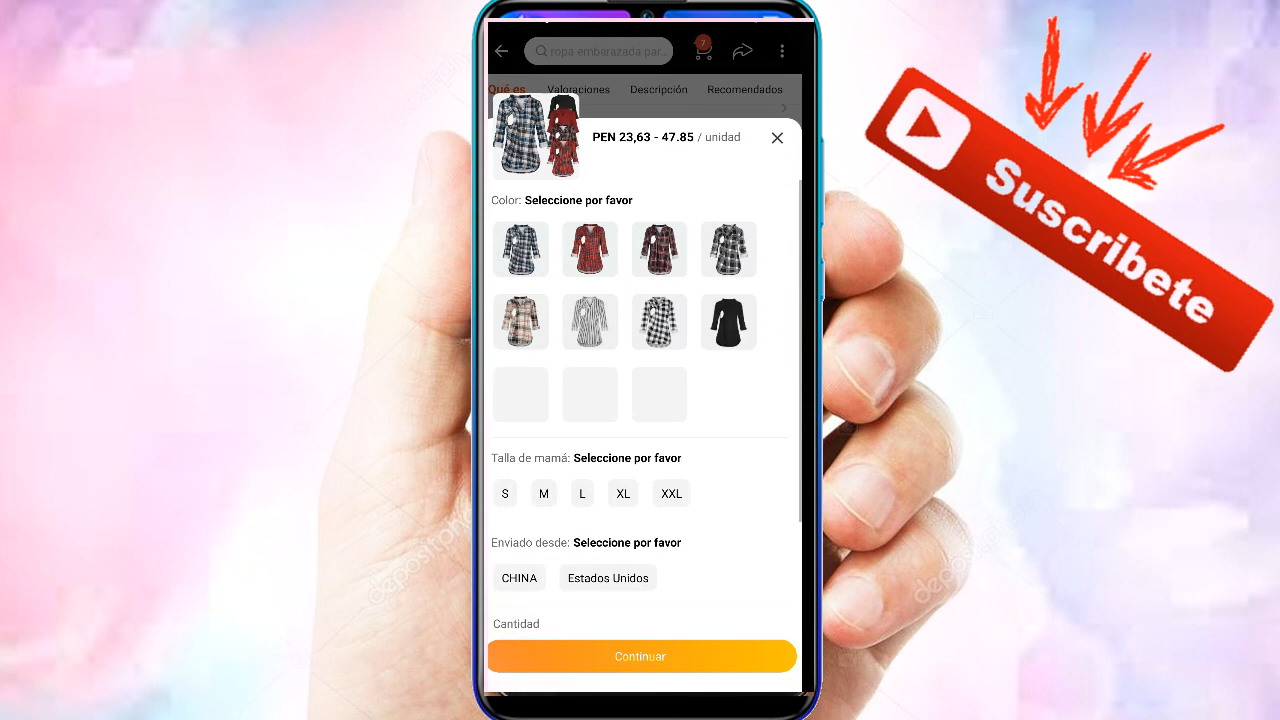 ropa embarazada par..
7
Qué es Valoraciones Descripción Recomendados
PEN 23,63 - 47.85 / unidad
Color: Seleccione por favor
Talla de mamá: Seleccione por favor
S M L XL XXL
Enviado desde: Seleccione por favor
CHINA Estados Unidos
Cantidad
Continuar
Suscribete
depositphotos